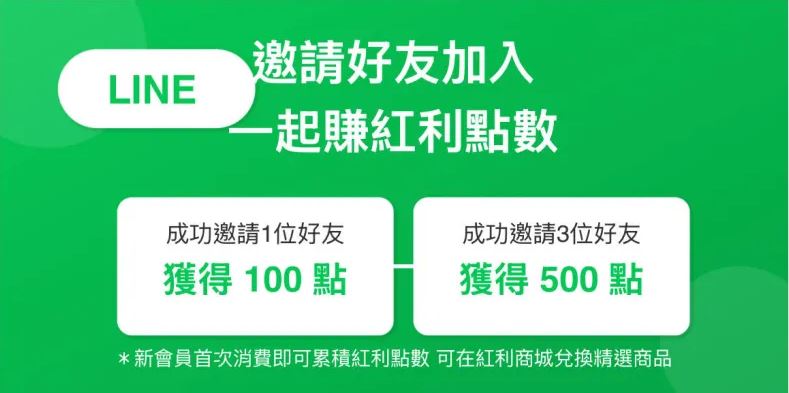 LINE
邀請好友加入
一起賺紅利點數
成功邀請1位好友
獲得 100 點
成功邀請3位好友
獲得 500 點
＊新會員首次消費即可累積紅利點數 可在紅利商城兌換精選商品